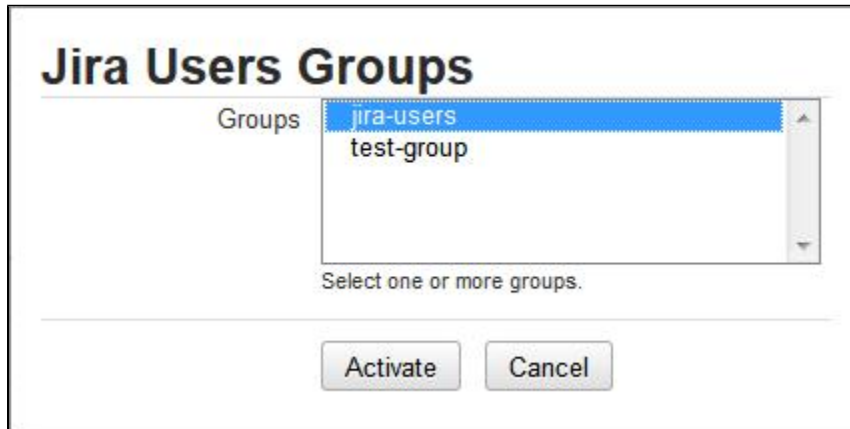 Jira Users Groups
Groups
jira-users
test-group
Select one or more groups.
Activate Cancel